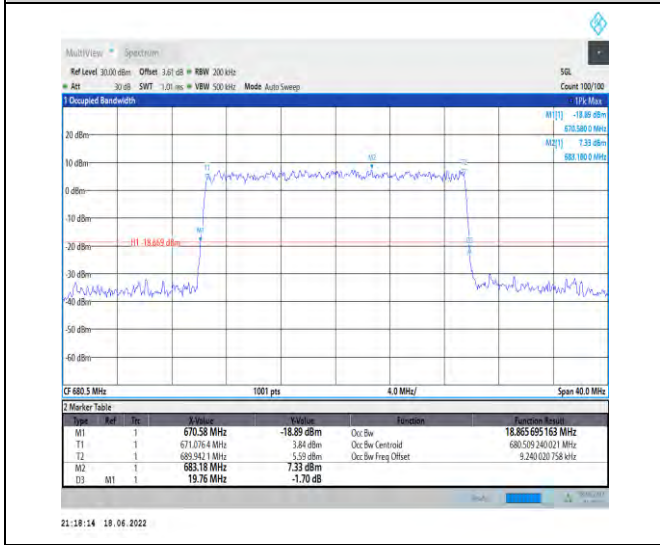 MultiView Spectrum
Ref Level 30.00 dBm Offset 3.61 dB RBW 200 kHz SGL
Att 30 dB SWT 1.01 ms VBW 500 kHz Mode Auto Sweep Count 100/100
1 Occupied Bandwidth 1Pk Max
M1[1] -18.89 dBm
670.580 0 MHz
M2[1] 7.33 dBm
683.180 0 MHz
20 dBm
M2
T1
10 dBm
0 dBm
-10 dBm
M1
H1 -18.669 dBm
-20 dBm
-30 dBm
-50 dBm
-60 dBm
CF 680.5 MHz 1001 pts 4.0 MHz/ Span 40.0 MHz
2 Marker Table
Type Ref Trc X-Value Y-Value Function Function Result
M1 1 670.58 MHz -18.89 dBm Occ Bw 18.865 695 163 MHz
T1 1 671.076 4 MHz 3.84 dBm Occ Bw Centroid 680.509 240 021 MHz
T2 1 689.942 1 MHz 5.59 dBm Occ Bw Freq Offset 9.240 020 758 kHz
M2 1 683.18 MHz 7.33 dBm
D3 M1 1 19.76 MHz -1.70 dB
21:18:14 18.06.2022